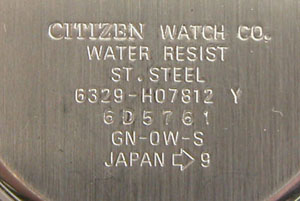 CITIZEN WATCH CO.
WATER RESIST
ST. STEEL
6329-H07812 Y
6D5761
GN-0W-S
JAPAN ⇨ 9